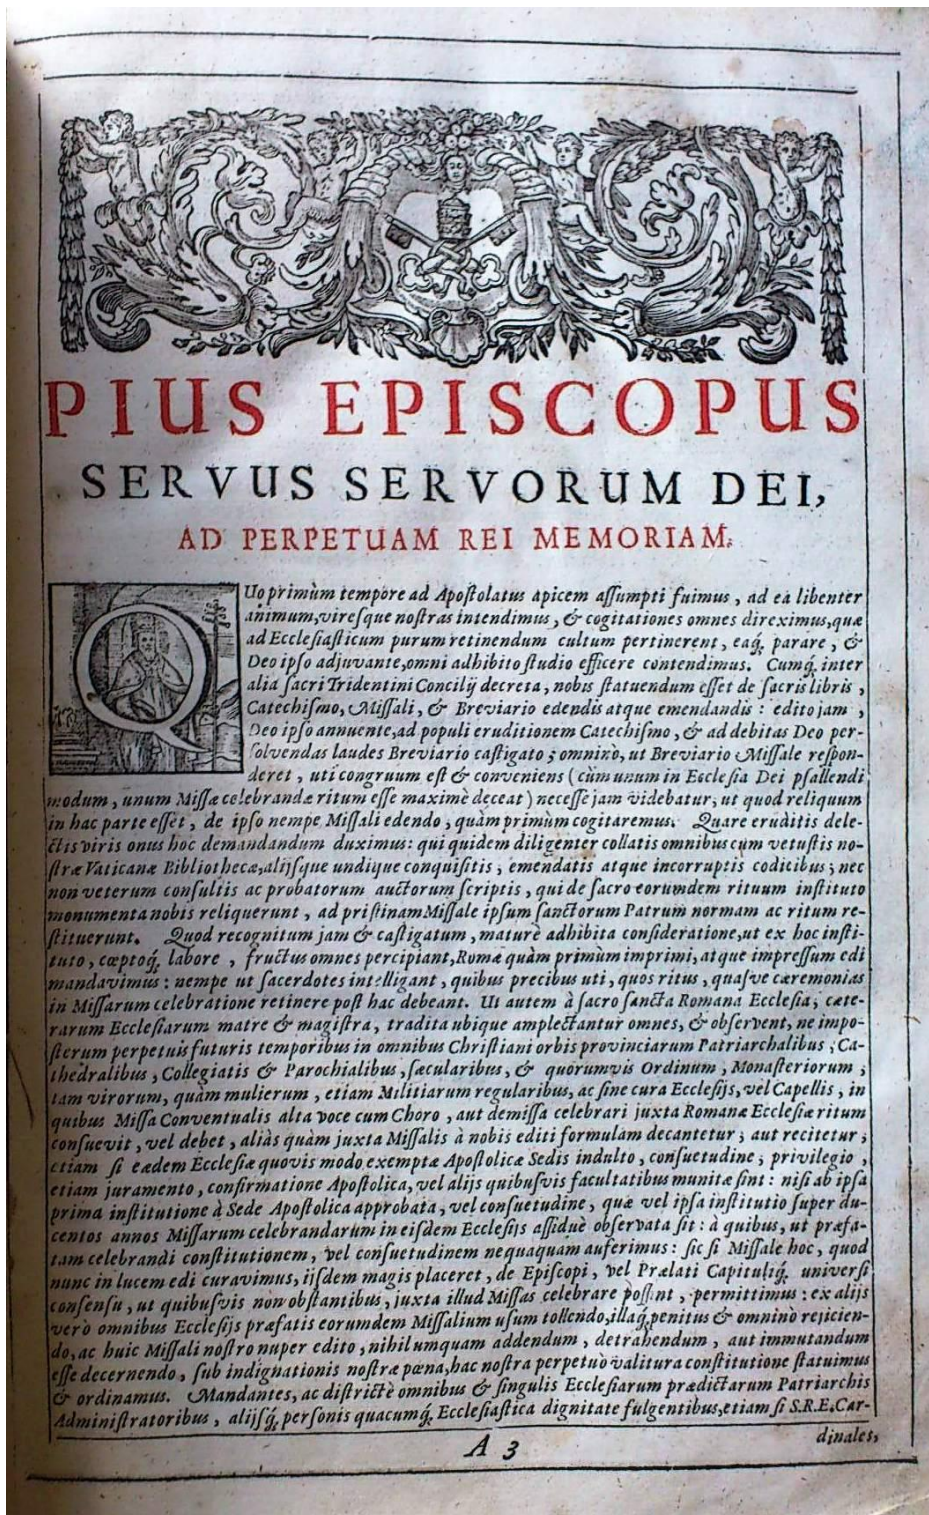 PIUS EPISCOPUS
SERVUS SERVORUM DEI,
AD PERPETUAM REI MEMORIAM.
QUo primùm tempore ad Apoſtolatus apicem aſſumpti fuimus, ad ea libenter
animum, vireſque noſtras intendimus, & cogitationes omnes direximus, quæ
ad Eccleſiaſticum purum retinendum cultum pertinerent, eaq́; parare, &
Deo ipſo adjuvante, omni adhibito ſtudio efficere contendimus. Cumq́; inter
alia ſacri Tridentini Concilij decreta, nobis ſtatuendum eſſet de ſacris libris,
Catechiſmo, Miſſali, & Breviario edendis atque emendandis: edito jam,
Deo ipſo annuente, ad populi eruditionem Catechiſmo, & ad debitas Deo per-
ſolvendas laudes Breviario caſtigato; omninò, ut Breviario Miſſale reſpon-
deret, uti congruum eſt & conveniens (cùm unum in Eccleſia Dei pſallendi
modum, unum Miſſæ celebrandæ ritum eſſe maximè deceat) neceſſe jam videbatur, ut quod reliquum
in hac parte eſſet, de ipſo nempe Miſſali edendo, quàm primùm cogitaremus. Quare eruditis dele-
ctis viris onus hoc demandandum duximus: qui quidem diligenter collatis omnibus cum vetuſtis no-
ſtræ Vaticanæ Bibliothecæ, alijſque undique conquiſitis, emendatis atque incorruptis codicibus; nec
non veterum conſultis ac probatorum auctorum ſcriptis, qui de ſacro eorumdem rituum inſtituto
monumenta nobis reliquerunt, ad priſtinam Miſſale ipſum ſanctorum Patrum normam ac ritum re-
ſtituerunt. Quod recognitum jam & caſtigatum, maturè adhibita conſideratione, ut ex hoc inſti-
tuto, cœptoq́; labore, fructus omnes percipiant, Romæ quàm primùm imprimi, atque impreſſum edi
mandavimus: nempe ut ſacerdotes intelligant, quibus precibus uti, quos ritus, quaſve cæremonias
in Miſſarum celebratione retinere poſt hac debeant. Ut autem à ſacro ſancta Romana Eccleſia, cæte-
rarum Eccleſiarum matre & magiſtra, tradita ubique amplectantur omnes, & obſervent, ne impo-
ſterum perpetuis futuris temporibus in omnibus Chriſtiani orbis provinciarum Patriarchalibus, Ca-
thedralibus, Collegiatis & Parochialibus, ſæcularibus, & quorumvis Ordinum, Monaſteriorum,
tam virorum, quàm mulierum, etiam Militiarum regularibus, ac ſine cura Eccleſijs, vel Capellis, in
quibus Miſſa Conventualis alta voce cum Choro, aut demiſſa celebrari juxta Romanæ Eccleſiæ ritum
conſuevit, vel debet, aliàs quàm juxta Miſſalis à nobis editi formulam decantetur, aut recitetur,
etiam ſi eædem Eccleſiæ quovis modo exemptæ Apoſtolicæ Sedis indulto, conſuetudine, privilegio,
etiam juramento, confirmatione Apoſtolica, vel alijs quibuſvis facultatibus munitæ ſint: niſi ab ipſa
prima inſtitutione à Sede Apoſtolica approbata, vel conſuetudine, quæ vel ipſa inſtitutio ſuper du-
centos annos Miſſarum celebrandarum in eiſdem Eccleſijs aſſiduè obſervata ſit: à quibus, ut præfa-
tam celebrandi conſtitutionem, vel conſuetudinem nequaquam auferimus: ſic ſi Miſſale hoc, quod
nunc in lucem edi curavimus, ijſdem magis placeret, de Epiſcopi, vel Prælati Capituliq́; univerſi
conſenſu, ut quibuſvis non obſtantibus, juxta illud Miſſas celebrare poſſint, permittimus: ex alijs
verò omnibus Eccleſijs præfatis eorumdem Miſſalium uſum tollendo, illaq́; penitus & omninò rejicien-
do, ac huic Miſſali noſtro nuper edito, nihil umquam addendum, detrahendum, aut immutandum
eſſe decernendo, ſub indignationis noſtræ pœna, hac noſtra perpetuò valitura conſtitutione ſtatuimus
& ordinamus. Mandantes, ac diſtrictè omnibus & ſingulis Eccleſiarum prædictarum Patriarchis
Adminiſtratoribus, alijſq́; perſonis quacumq́; Eccleſiaſtica dignitate fulgentibus, etiam ſi S.R.E. Car-
dinales,
A 3